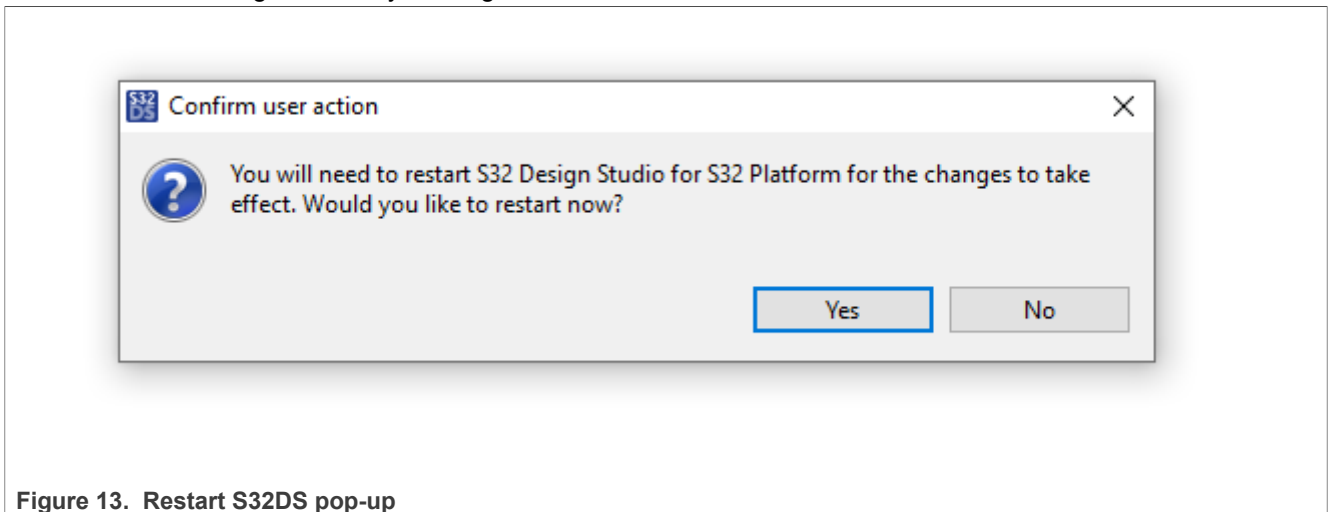 S32
DS
Confirm user action
You will need to restart S32 Design Studio for S32 Platform for the changes to take
effect. Would you like to restart now?
Yes
No
Figure 13. Restart S32DS pop-up